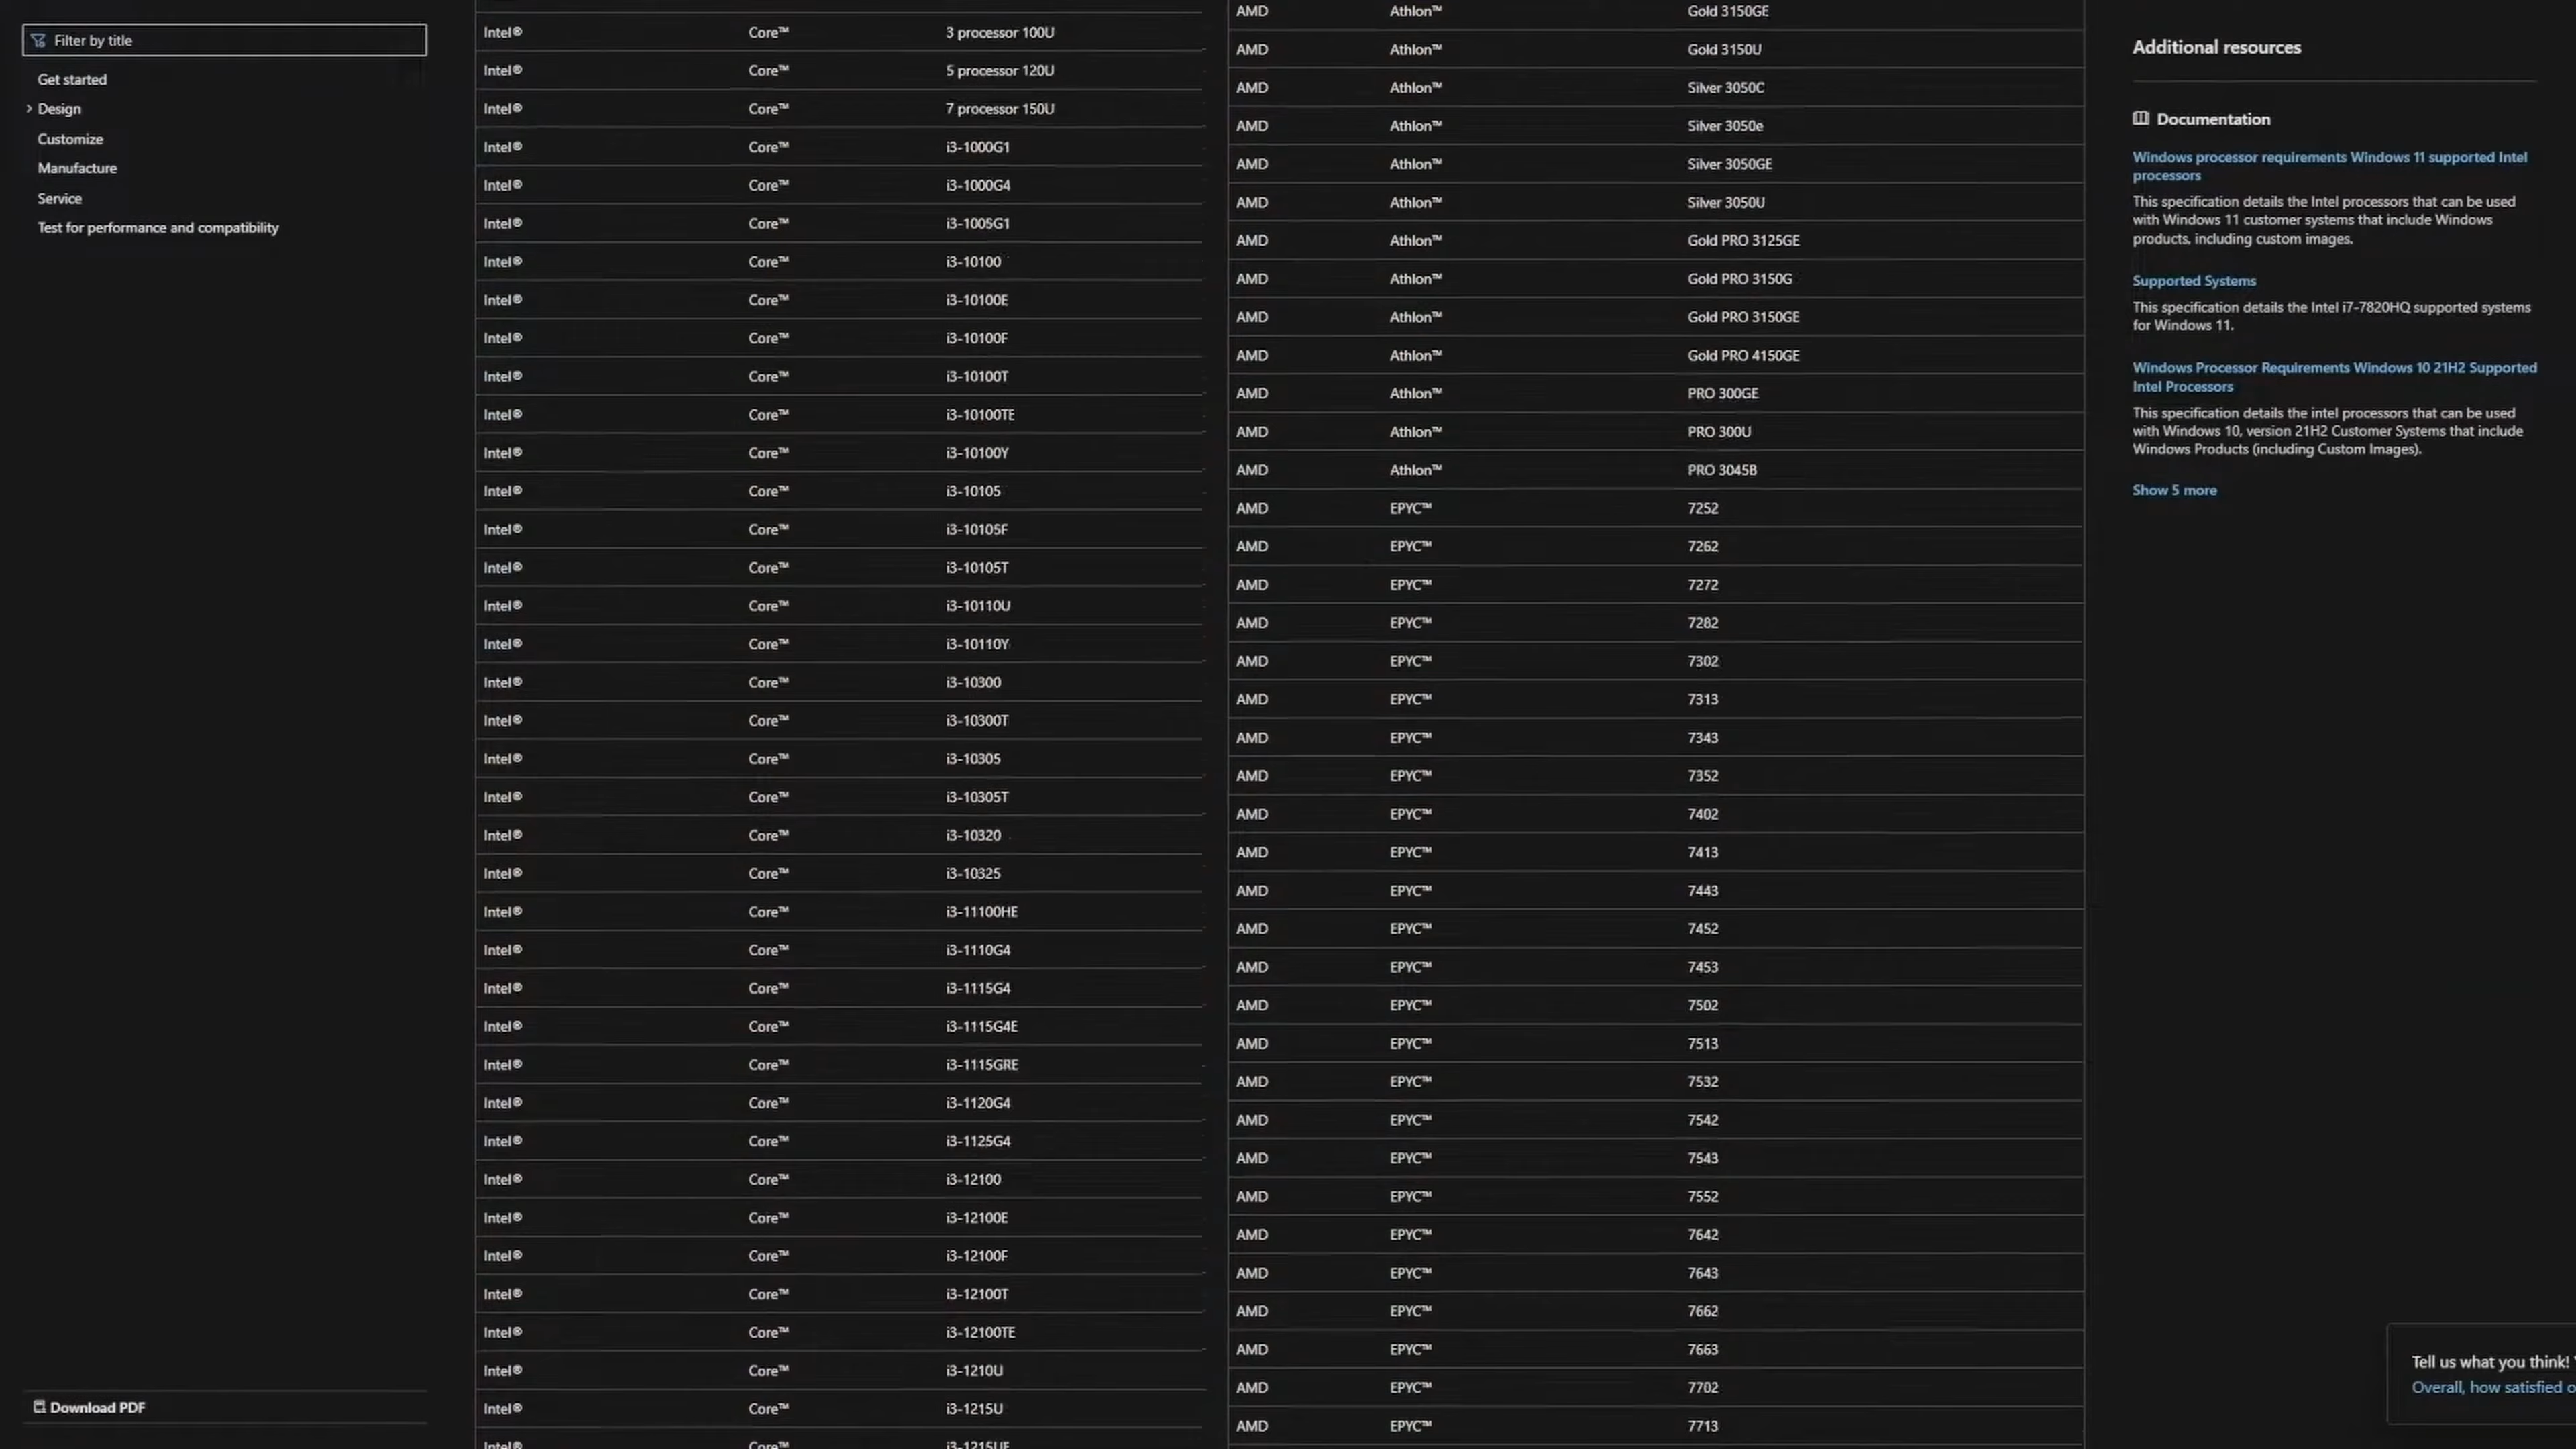 Filter by title
Get started
Design
Customize
Manufacture
Service
Test for performance and compatibility
Download PDF
Intel® Core™ 3 processor 100U
Intel® Core™ 5 processor 120U
Intel® Core™ 7 processor 150U
Intel® Core™ i3-1000G1
Intel® Core™ i3-1000G4
Intel® Core™ i3-1005G1
Intel® Core™ i3-10100
Intel® Core™ i3-10100E
Intel® Core™ i3-10100F
Intel® Core™ i3-10100T
Intel® Core™ i3-10100TE
Intel® Core™ i3-10100Y
Intel® Core™ i3-10105
Intel® Core™ i3-10105F
Intel® Core™ i3-10105T
Intel® Core™ i3-10110U
Intel® Core™ i3-10110Y
Intel® Core™ i3-10300
Intel® Core™ i3-10300T
Intel® Core™ i3-10305
Intel® Core™ i3-10305T
Intel® Core™ i3-10320
Intel® Core™ i3-10325
Intel® Core™ i3-11100HE
Intel® Core™ i3-1110G4
Intel® Core™ i3-1115G4
Intel® Core™ i3-1115G4E
Intel® Core™ i3-1115GRE
Intel® Core™ i3-1120G4
Intel® Core™ i3-1125G4
Intel® Core™ i3-12100
Intel® Core™ i3-12100E
Intel® Core™ i3-12100F
Intel® Core™ i3-12100T
Intel® Core™ i3-12100TE
Intel® Core™ i3-1210U
Intel® Core™ i3-1215U
Intel® Core™ i3-1215UE
AMD Athlon™ Gold 3150GE
AMD Athlon™ Gold 3150U
AMD Athlon™ Silver 3050C
AMD Athlon™ Silver 3050e
AMD Athlon™ Silver 3050GE
AMD Athlon™ Silver 3050U
AMD Athlon™ Gold PRO 3125GE
AMD Athlon™ Gold PRO 3150G
AMD Athlon™ Gold PRO 3150GE
AMD Athlon™ Gold PRO 4150GE
AMD Athlon™ PRO 300GE
AMD Athlon™ PRO 300U
AMD Athlon™ PRO 3045B
AMD EPYC™ 7252
AMD EPYC™ 7262
AMD EPYC™ 7272
AMD EPYC™ 7282
AMD EPYC™ 7302
AMD EPYC™ 7313
AMD EPYC™ 7343
AMD EPYC™ 7352
AMD EPYC™ 7402
AMD EPYC™ 7413
AMD EPYC™ 7443
AMD EPYC™ 7452
AMD EPYC™ 7453
AMD EPYC™ 7502
AMD EPYC™ 7513
AMD EPYC™ 7532
AMD EPYC™ 7542
AMD EPYC™ 7543
AMD EPYC™ 7552
AMD EPYC™ 7642
AMD EPYC™ 7643
AMD EPYC™ 7662
AMD EPYC™ 7663
AMD EPYC™ 7702
AMD EPYC™ 7713
Additional resources
Documentation
Windows processor requirements Windows 11 supported Intel
processors
This specification details the Intel processors that can be used
with Windows 11 customer systems that include Windows
products, including custom images.
Supported Systems
This specification details the Intel i7-7820HQ supported systems
for Windows 11.
Windows Processor Requirements Windows 10 21H2 Supported
Intel Processors
This specification details the intel processors that can be used
with Windows 10, version 21H2 Customer Systems that include
Windows Products (including Custom Images).
Show 5 more
Tell us what you think!
Overall, how satisfied